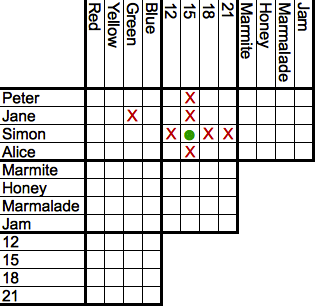 Red Yellow Green Blue 12 15 18 21 Marmite Honey Marmalade Jam
Peter X
Jane X X
Simon X X X
Alice X
Marmite
Honey
Marmalade
Jam
12
15
18
21